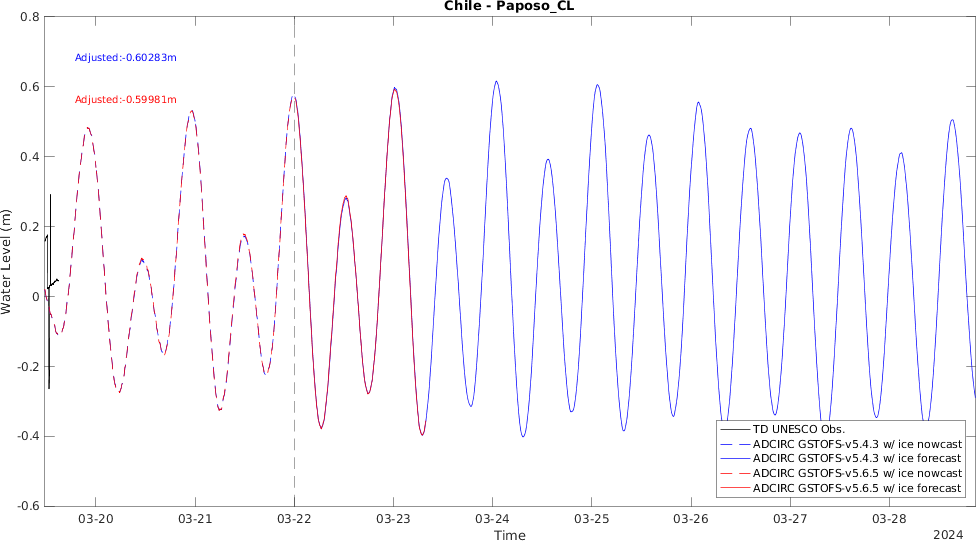 Chile - Paposo_CL
Adjusted:-0.60283m
Adjusted:-0.59981m
Water Level (m)
0.8
0.6
0.4
0.2
0
-0.2
-0.4
-0.6
TD UNESCO Obs.
ADCIRC GSTOFS-v5.4.3 w/ ice nowcast
ADCIRC GSTOFS-v5.4.3 w/ ice forecast
ADCIRC GSTOFS-v5.6.5 w/ ice nowcast
ADCIRC GSTOFS-v5.6.5 w/ ice forecast
03-20 03-21 03-22 03-23 03-24 03-25 03-26 03-27 03-28
Time
2024